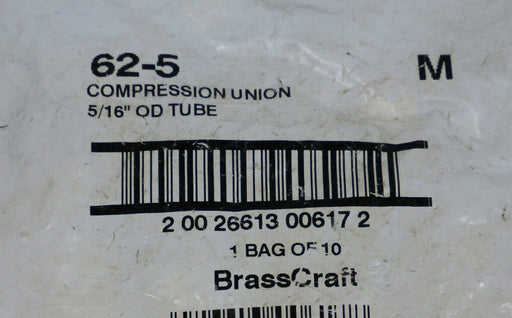 62-5 M
COMPRESSION UNION
5/16" OD TUBE
2 00 26613 00617 2
1 BAG OF 10
BrassCraft